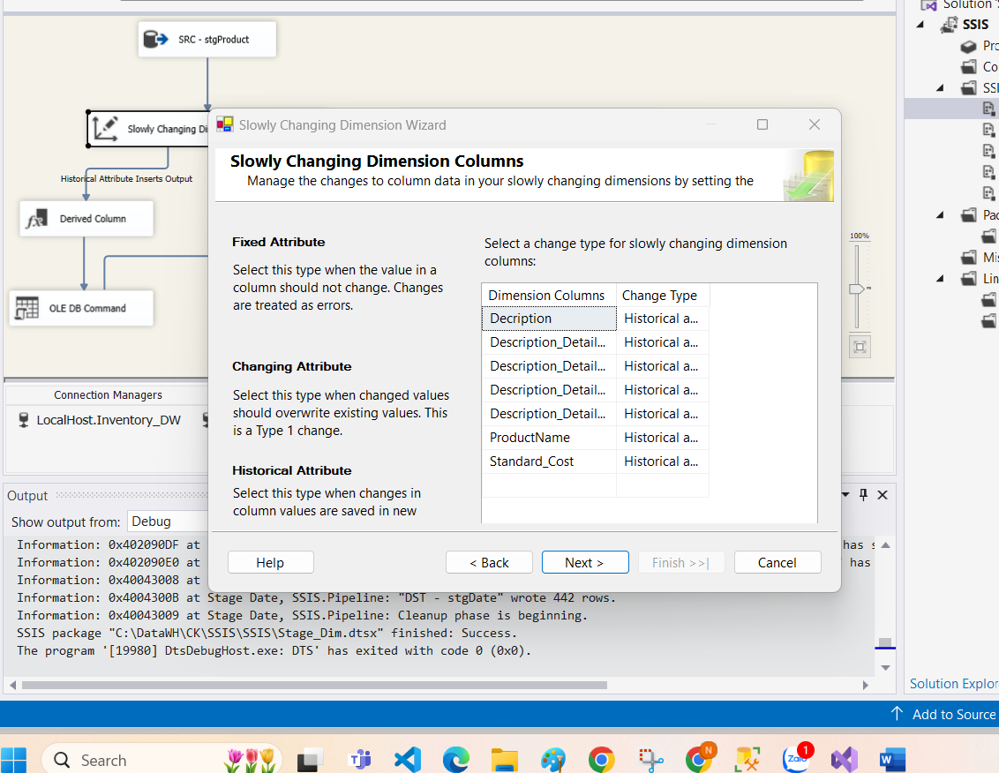 Solution '
SSIS
SRC - stgProduct
Pro
Co
SSI
Slowly Changing Di
Historical Attribute Inserts Output
Derived Column
OLE DB Command
Slowly Changing Dimension Wizard
Slowly Changing Dimension Columns
Manage the changes to column data in your slowly changing dimensions by setting the
Fixed Attribute
Select this type when the value in a
column should not change. Changes
are treated as errors.
Changing Attribute
Select this type when changed values
should overwrite existing values. This
is a Type 1 change.
Historical Attribute
Select this type when changes in
column values are saved in new
Select a change type for slowly changing dimension
columns:
Dimension Columns Change Type
Decription Historical a...
Description_Detail... Historical a...
Description_Detail... Historical a...
Description_Detail... Historical a...
Description_Detail... Historical a...
ProductName Historical a...
Standard_Cost Historical a...
Help < Back Next > Finish >>| Cancel
100%
Pac
Mis
Lin
Connection Managers
LocalHost.Inventory_DW
Output
Show output from: Debug
Information: 0x402090DF at has s
Information: 0x402090E0 at ' has
Information: 0x40043008 at
Information: 0x4004300B at Stage Date, SSIS.Pipeline: "DST - stgDate" wrote 442 rows.
Information: 0x40043009 at Stage Date, SSIS.Pipeline: Cleanup phase is beginning.
SSIS package "C:\DataWH\CK\SSIS\SSIS\Stage_Dim.dtsx" finished: Success.
The program '[19980] DtsDebugHost.exe: DTS' has exited with code 0 (0x0).
Solution Explor
Add to Source
Search
N
Zalo
1